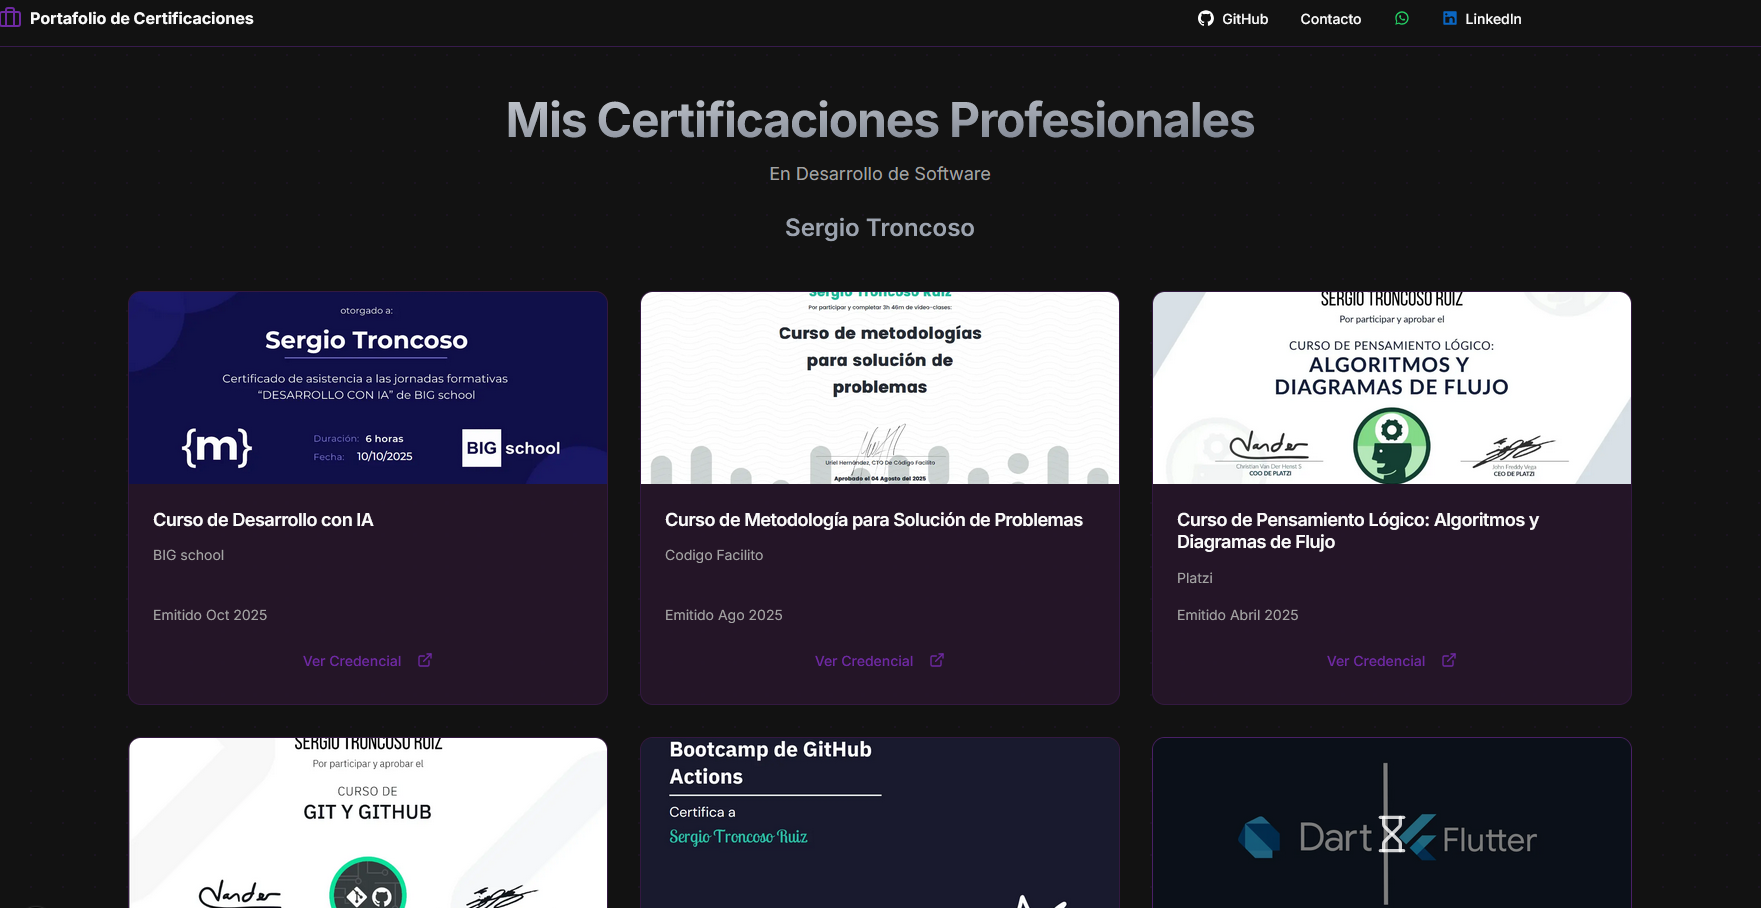 Portafolio de Certificaciones
GitHub
Contacto
LinkedIn
Mis Certificaciones Profesionales
En Desarrollo de Software
Sergio Troncoso
otorgado a:
Sergio Troncoso
Certificado de asistencia a las jornadas formativas
“DESARROLLO CON IA” de BIG school
{m}
Duración: 6 horas
Fecha: 10/10/2025
BIG school
Curso de Desarrollo con IA
BIG school
Emitido Oct 2025
Ver Credencial
Sergio Troncoso Ruiz
Por participar y completar 3h 46m de video-clases:
Curso de metodologías
para solución de
problemas
Uriel Hernández, CTO De Código Facilito
Aprobado el 04 Agosto del 2025
Curso de Metodología para Solución de Problemas
Codigo Facilito
Emitido Ago 2025
Ver Credencial
SERGIO TRONCOSO RUIZ
Por participar y aprobar el
CURSO DE PENSAMIENTO LÓGICO:
ALGORITMOS Y
DIAGRAMAS DE FLUJO
Christian Van Der Henst S
COO DE PLATZI
John Freddy Vega
CEO DE PLATZI
Curso de Pensamiento Lógico: Algoritmos y
Diagramas de Flujo
Platzi
Emitido Abril 2025
Ver Credencial
SERGIO TRONCOSO RUIZ
Por participar y aprobar el
CURSO DE
GIT Y GITHUB
Bootcamp de GitHub
Actions
Certifica a
Sergio Troncoso Ruiz
Dart
Flutter